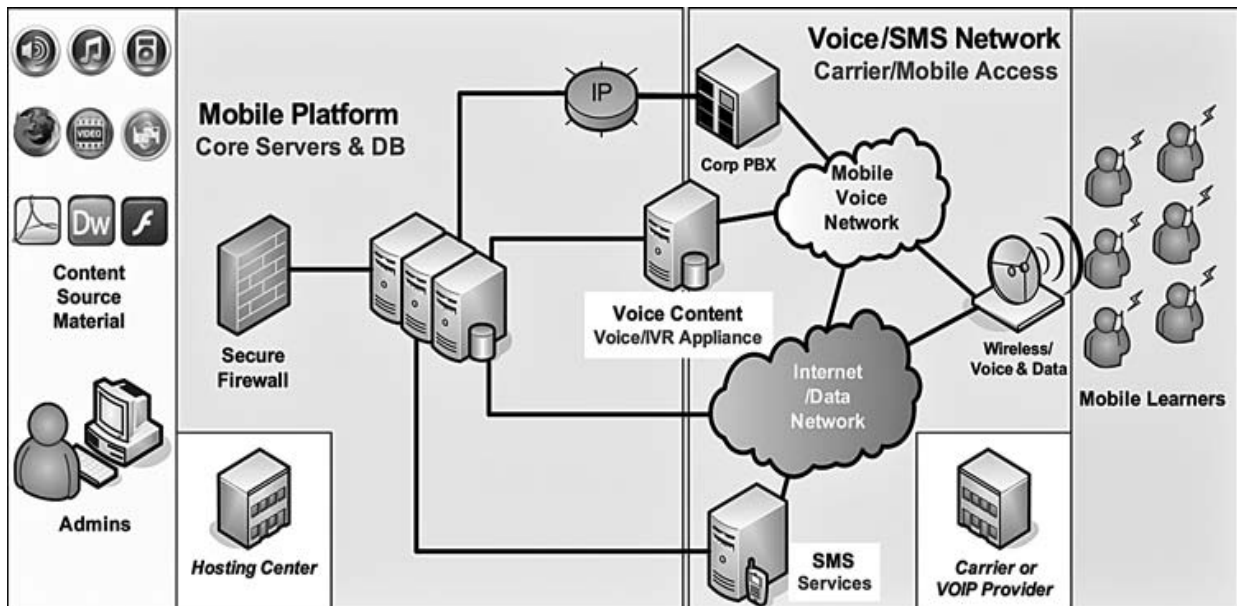 VIDEO
Dw
Content
Source
Material
Admins
Mobile Platform
Core Servers & DB
Secure
Firewall
Hosting Center
IP
Voice/SMS Network
Carrier/Mobile Access
Corp PBX
Mobile
Voice
Network
Voice Content
Voice/IVR Appliance
Internet
/Data
Network
Wireless/
Voice & Data
SMS
Services
Carrier or
VOIP Provider
Mobile Learners